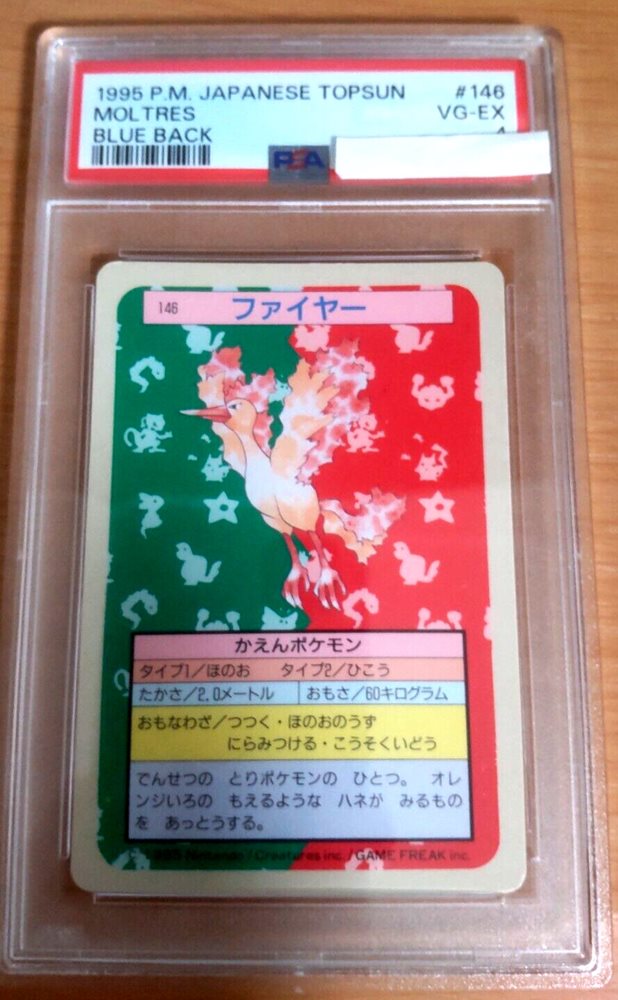 1995 P.M. JAPANESE TOPSUN #146
MOLTRES VG-EX
BLUE BACK 4
PSA
146 ファイヤー
かえんポケモン
タイプ1/ほのお タイプ2/ひこう
たかさ/2.0メートル おもさ/60キログラム
おもなわざ/つつく・ほのおのうず
にらみつける・こうそくいどう
でんせつの とりポケモンの ひとつ。 オレ
ンジいろの もえるような ハネが みるもの
を あっとうする。
1995 Nintendo/Creatures inc./GAME FREAK inc.